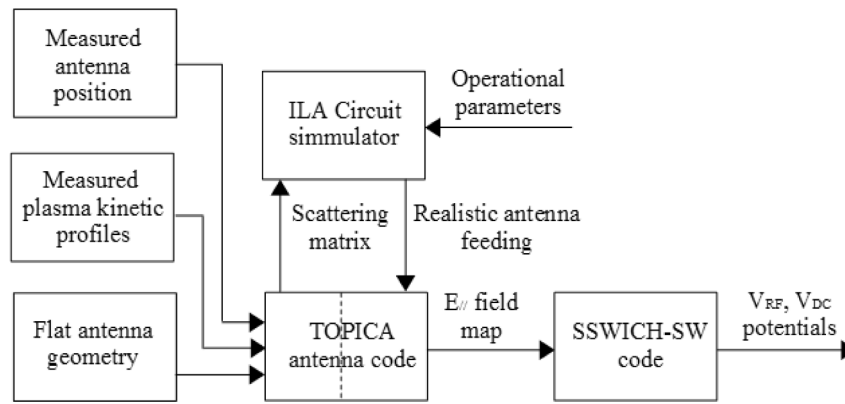 Measured
antenna
position
ILA Circuit
simmulator
Operational
parameters
Measured
plasma kinetic
profiles
Scattering
matrix
Realistic antenna
feeding
Flat antenna
geometry
TOPICA
antenna code
E// field
map
SSWICH-SW
code
VRF, VDC
potentials